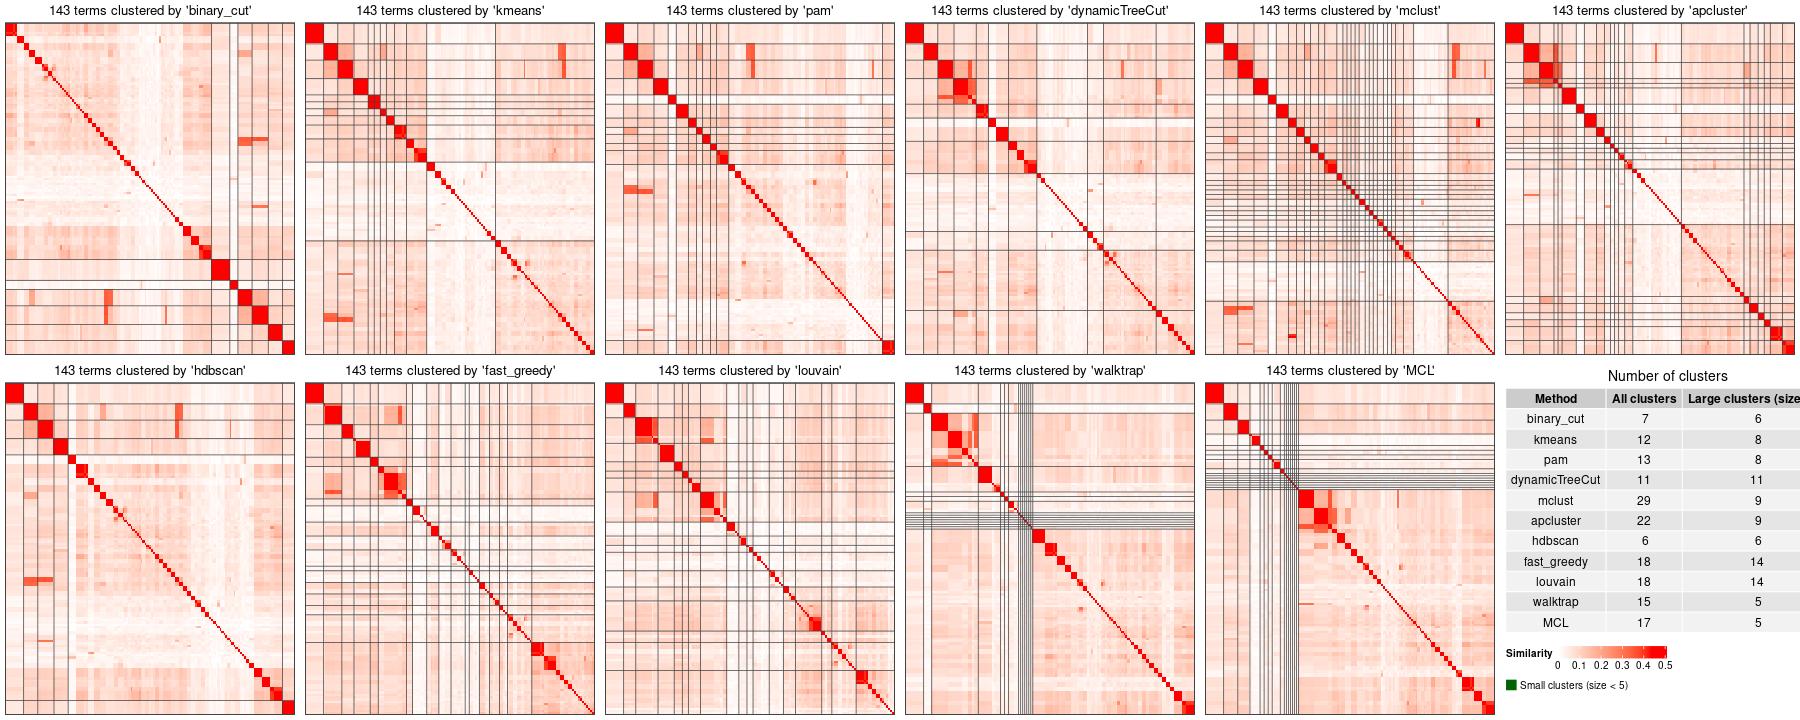 143 terms clustered by 'binary_cut'
143 terms clustered by 'kmeans'
143 terms clustered by 'pam'
143 terms clustered by 'dynamicTreeCut'
143 terms clustered by 'mclust'
143 terms clustered by 'apcluster'
143 terms clustered by 'hdbscan'
143 terms clustered by 'fast_greedy'
143 terms clustered by 'louvain'
143 terms clustered by 'walktrap'
143 terms clustered by 'MCL'
Number of clusters
Method All clusters Large clusters (size
binary_cut 7 6
kmeans 12 8
pam 13 8
dynamicTreeCut 11 11
mclust 29 9
apcluster 22 9
hdbscan 6 6
fast_greedy 18 14
louvain 18 14
walktrap 15 5
MCL 17 5
Similarity
0 0.1 0.2 0.3 0.4 0.5
Small clusters (size < 5)